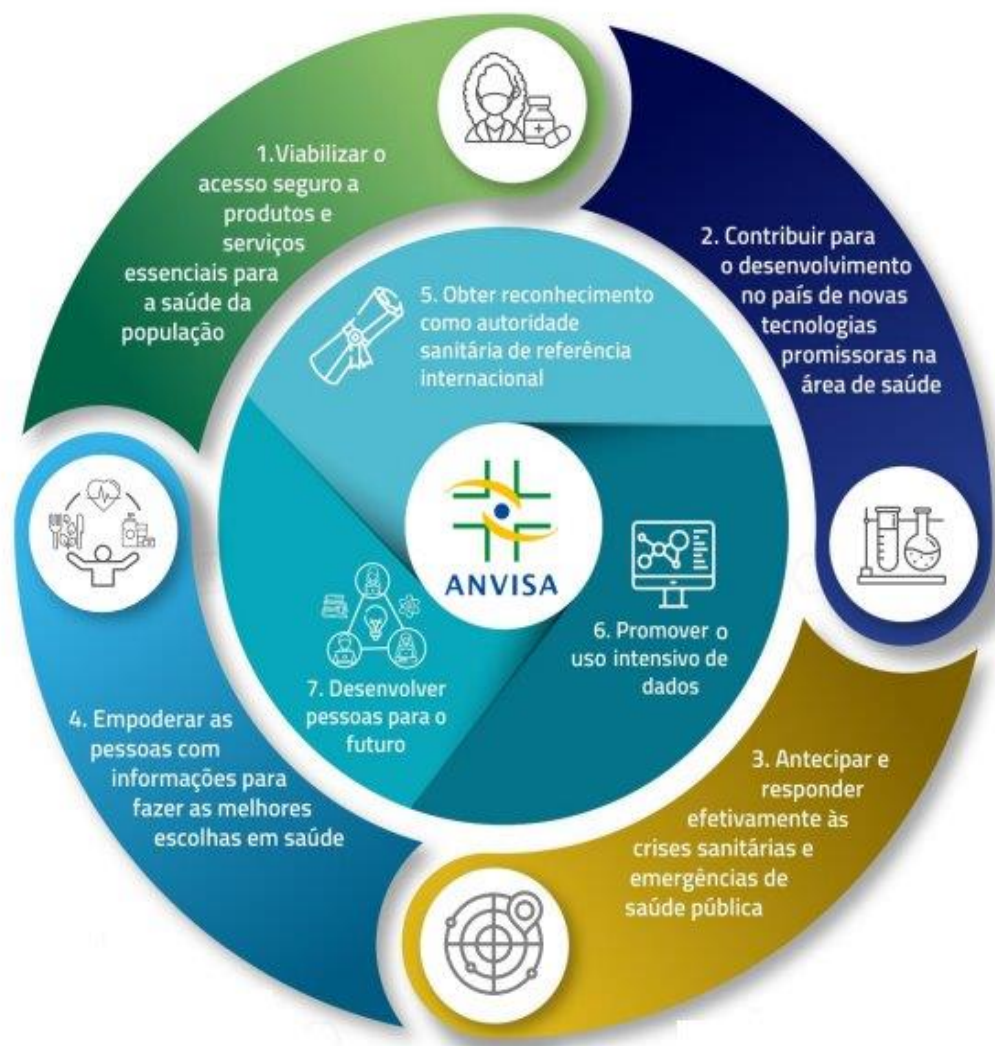 1.Viabilizar o
acesso seguro a
produtos e
serviços
essenciais para
a saúde da
população
2. Contribuir para
o desenvolvimento
no país de novas
tecnologias
promissoras na
área de saúde
5. Obter reconhecimento
como autoridade
sanitária de referência
internacional
ANVISA
6. Promover o
uso intensivo de
dados
7. Desenvolver
pessoas para o
futuro
4. Empoderar as
pessoas com
informações para
fazer as melhores
escolhas em saúde
3. Antecipar e
responder
efetivamente às
crises sanitárias e
emergências de
saúde pública